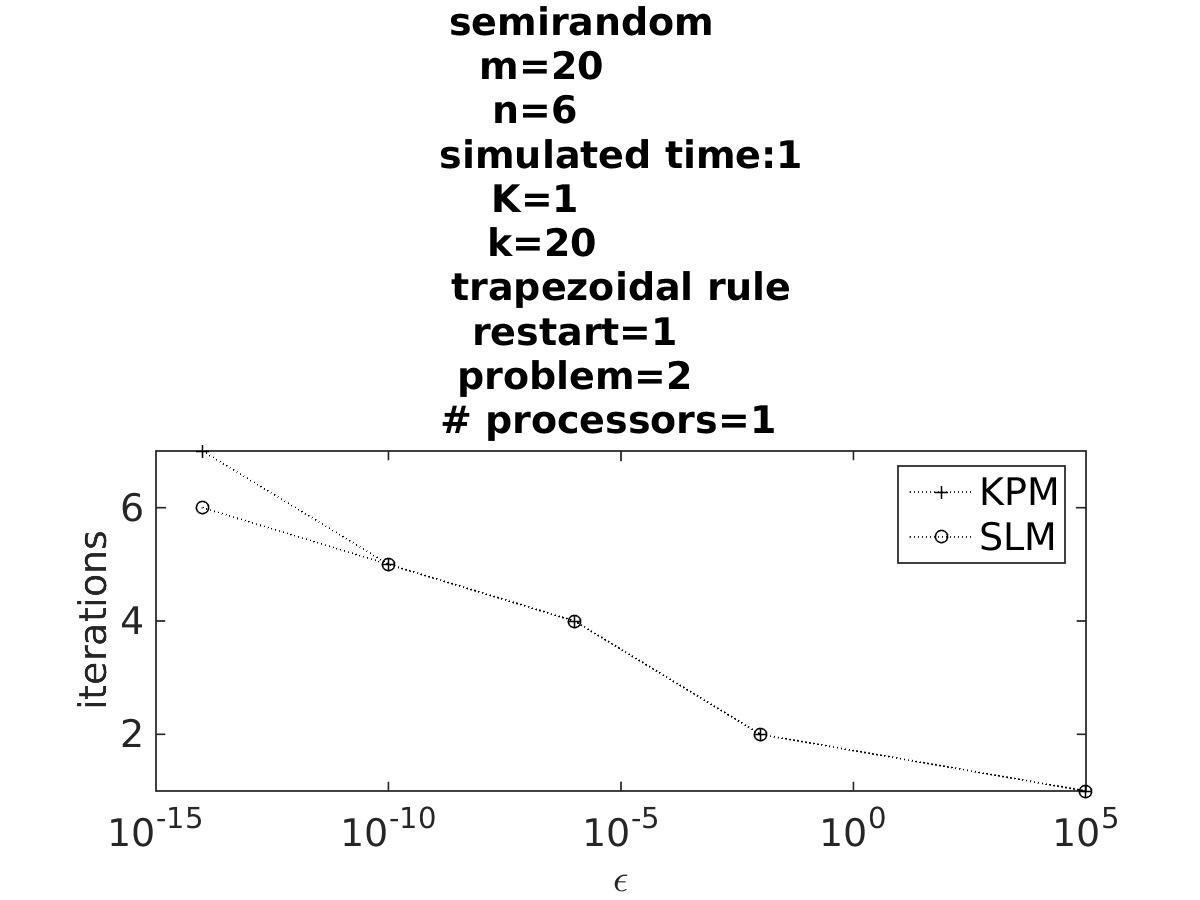 semirandom
m=20
n=6
simulated time:1
K=1
k=20
trapezoidal rule
restart=1
problem=2
# processors=1
KPM
SLM
iterations
6
4
2
10^-15 10^-10 10^-5 10^0 10^5
ϵ